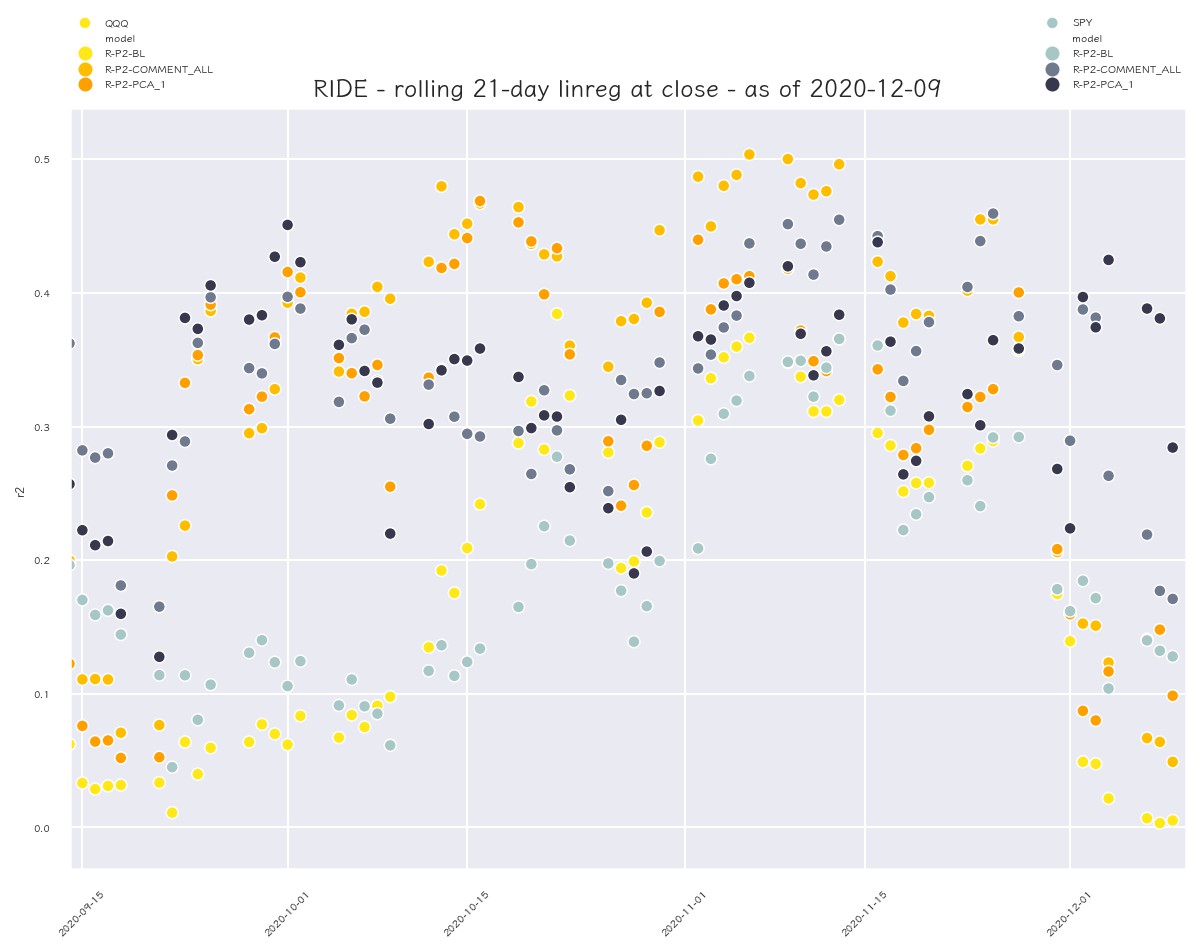 QQQ
model
R-P2-BL
R-P2-COMMENT_ALL
R-P2-PCA_1
SPY
model
R-P2-BL
R-P2-COMMENT_ALL
R-P2-PCA_1
RIDE - rolling 21-day linreg at close - as of 2020-12-09
0.5
0.4
0.3
0.2
0.1
0.0
r2
2020-09-15
2020-10-01
2020-10-15
2020-11-01
2020-11-15
2020-12-01